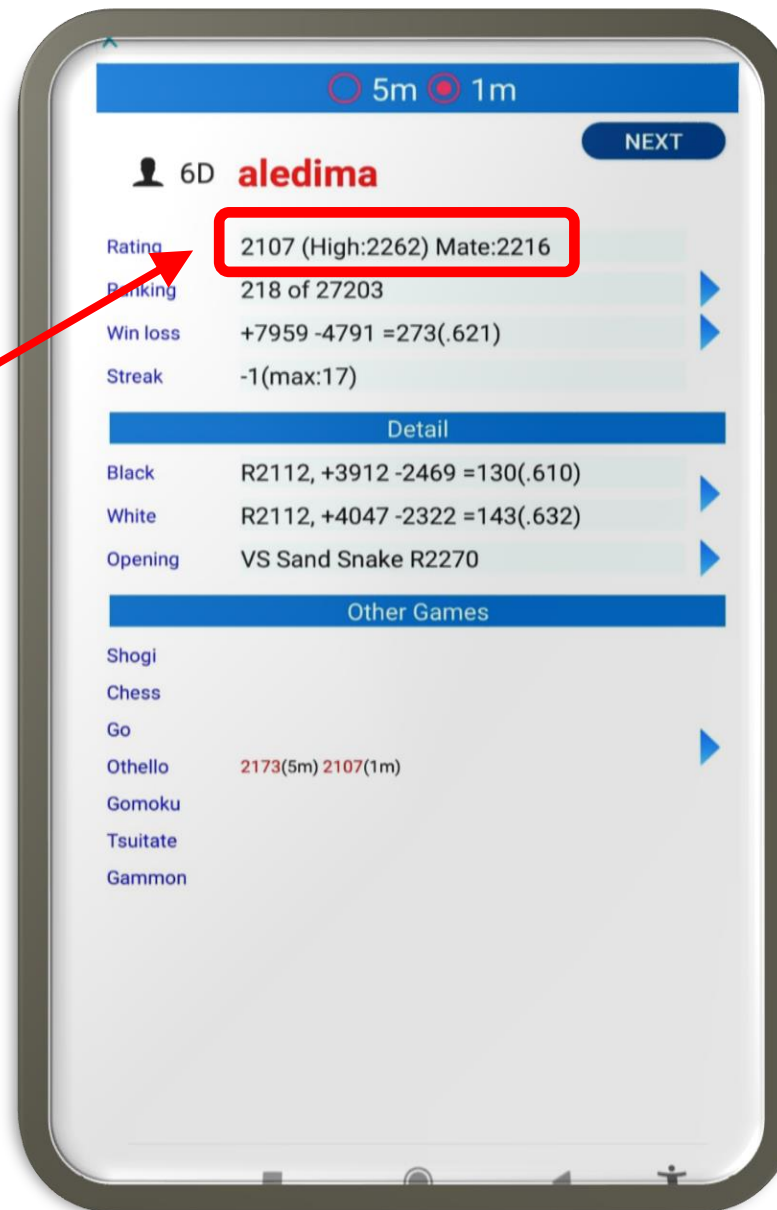 5m 1m
NEXT
6D aledima
Rating 2107 (High:2262) Mate:2216
Ranking 218 of 27203
Win loss +7959 -4791 =273(.621)
Streak -1(max:17)
Detail
Black R2112, +3912 -2469 =130(.610)
White R2112, +4047 -2322 =143(.632)
Opening VS Sand Snake R2270
Other Games
Shogi
Chess
Go
Othello 2173(5m) 2107(1m)
Gomoku
Tsuitate
Gammon